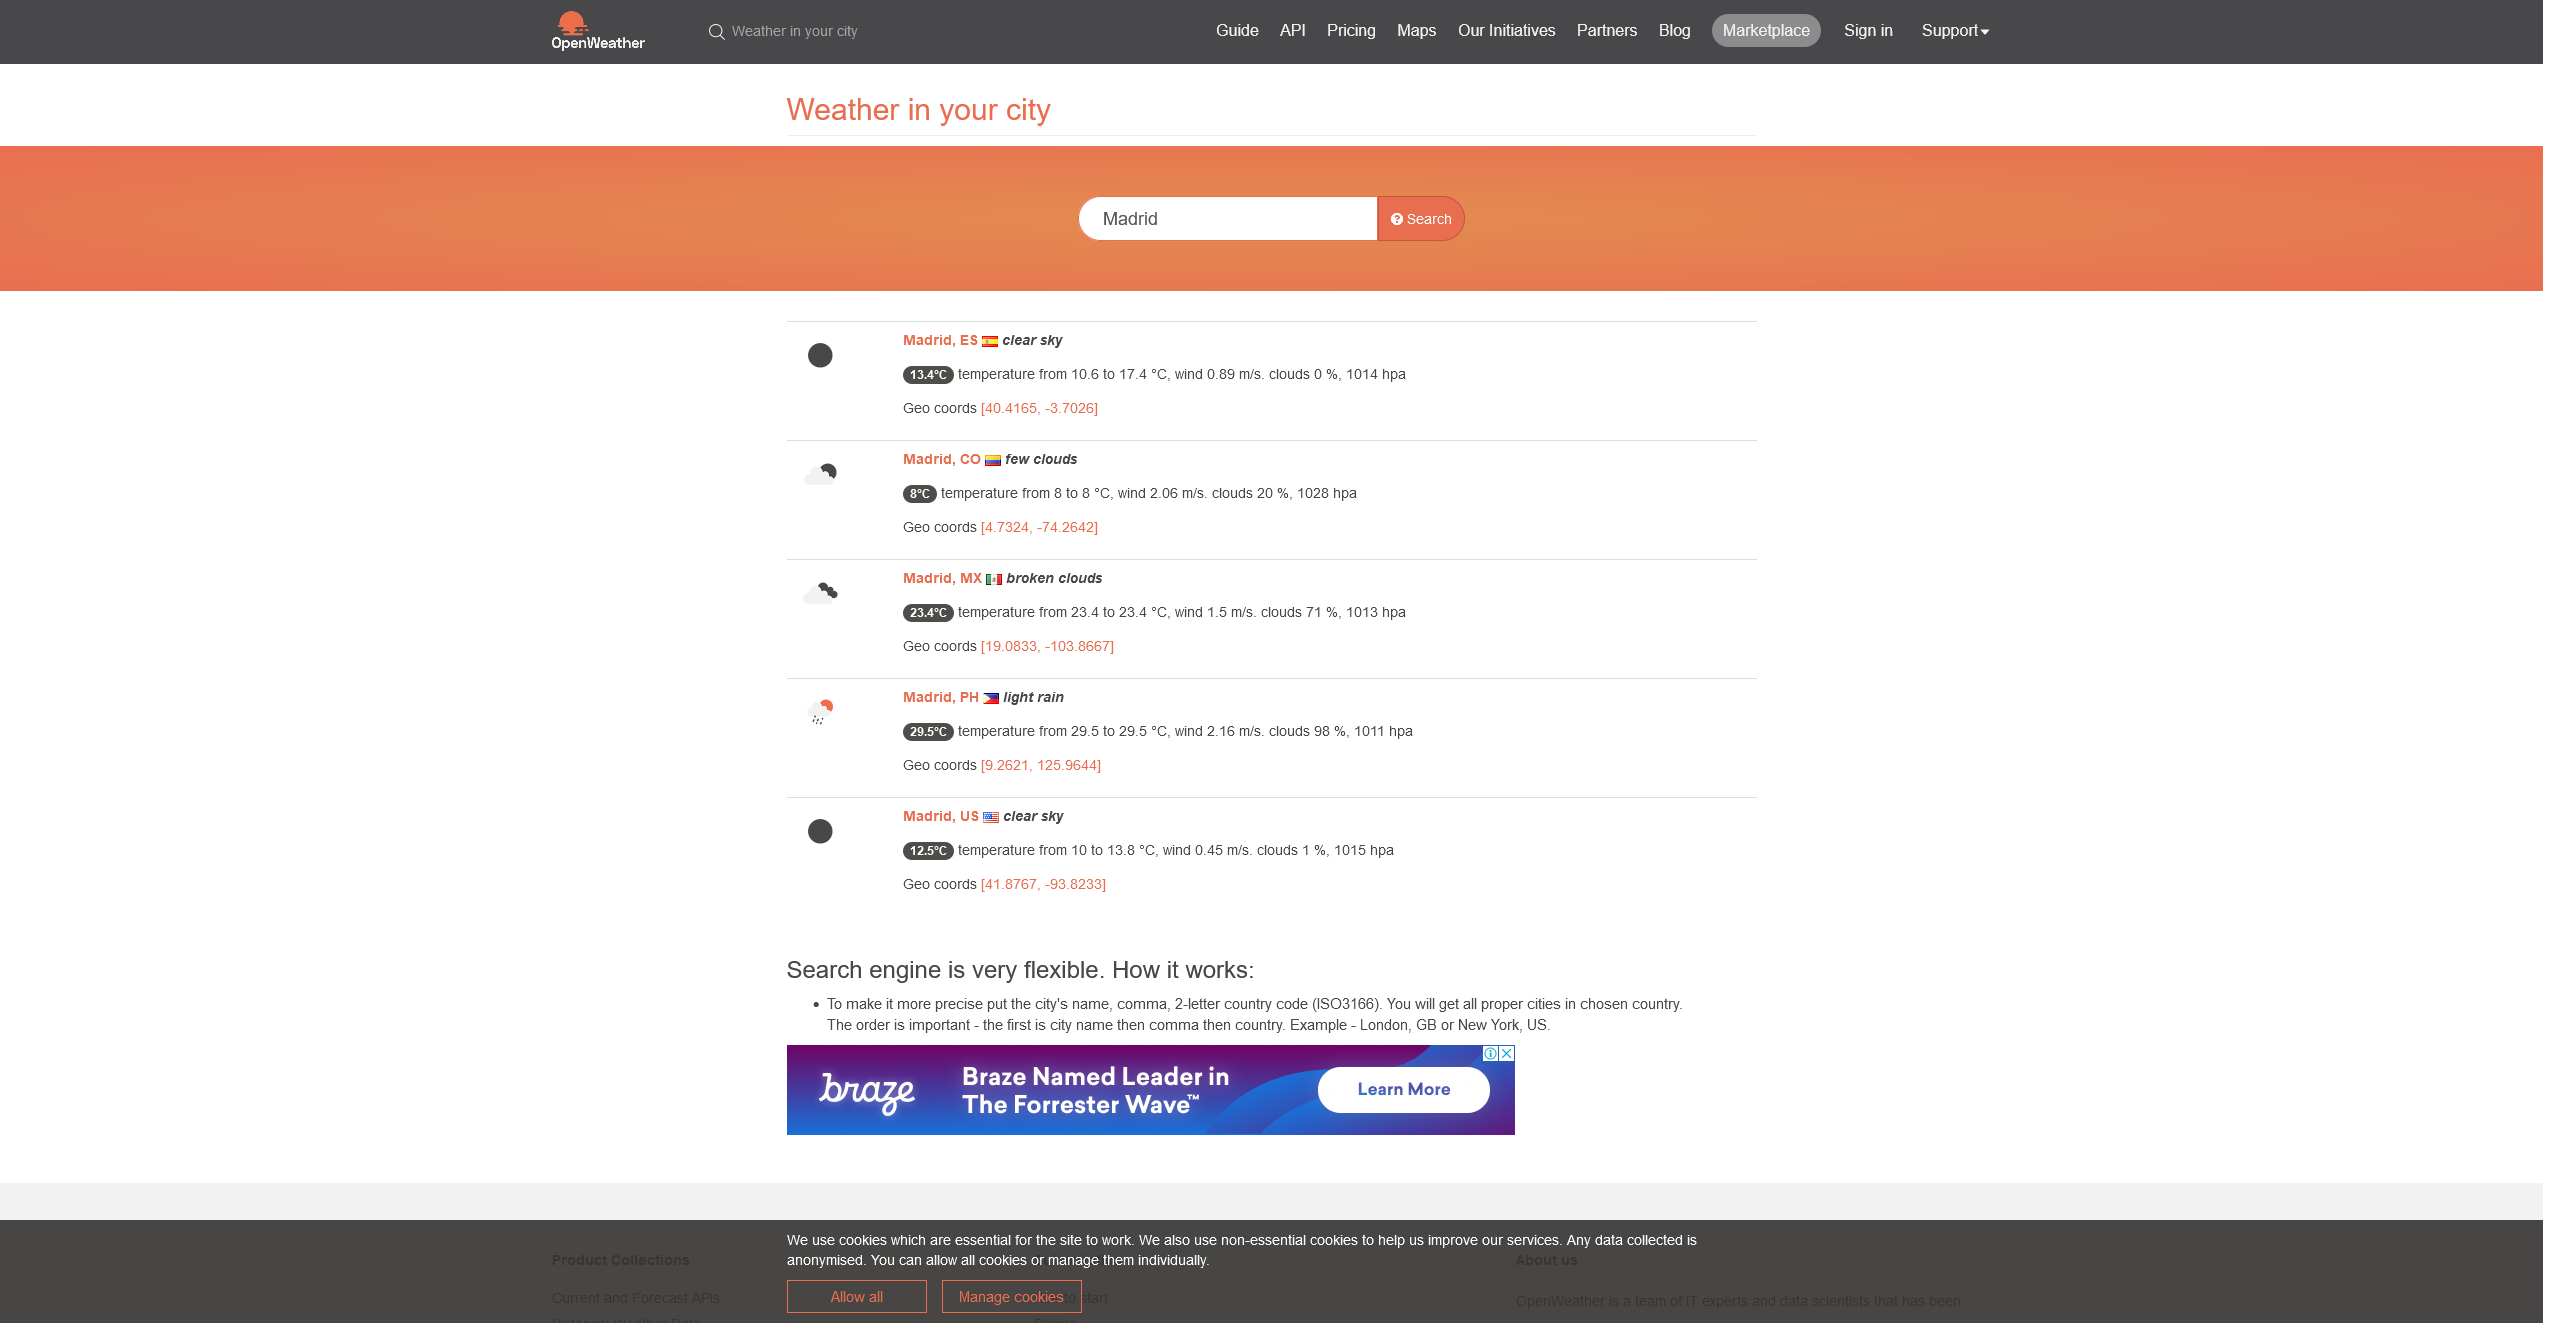 OpenWeather
Weather in your city
Guide API Pricing Maps Our Initiatives Partners Blog Marketplace Sign in Support
Weather in your city
Madrid
Search
Madrid, ES clear sky
13.4°C temperature from 10.6 to 17.4 °C, wind 0.89 m/s. clouds 0 %, 1014 hpa
Geo coords [40.4165, -3.7026]
Madrid, CO few clouds
8°C temperature from 8 to 8 °C, wind 2.06 m/s. clouds 20 %, 1028 hpa
Geo coords [4.7324, -74.2642]
Madrid, MX broken clouds
23.4°C temperature from 23.4 to 23.4 °C, wind 1.5 m/s. clouds 71 %, 1013 hpa
Geo coords [19.0833, -103.8667]
Madrid, PH light rain
29.5°C temperature from 29.5 to 29.5 °C, wind 2.16 m/s. clouds 98 %, 1011 hpa
Geo coords [9.2621, 125.9644]
Madrid, US clear sky
12.5°C temperature from 10 to 13.8 °C, wind 0.45 m/s. clouds 1 %, 1015 hpa
Geo coords [41.8767, -93.8233]
Search engine is very flexible. How it works:
• To make it more precise put the city's name, comma, 2-letter country code (ISO3166). You will get all proper cities in chosen country.
The order is important - the first is city name then comma then country. Example - London, GB or New York, US.
braze
Braze Named Leader in
The Forrester Wave™
Learn More
We use cookies which are essential for the site to work. We also use non-essential cookies to help us improve our services. Any data collected is
anonymised. You can allow all cookies or manage them individually.
Allow all
Manage cookies
Product Collections
Current and Forecast APIs
to start
About us
OpenWeather is a team of IT experts and data scientists that has been